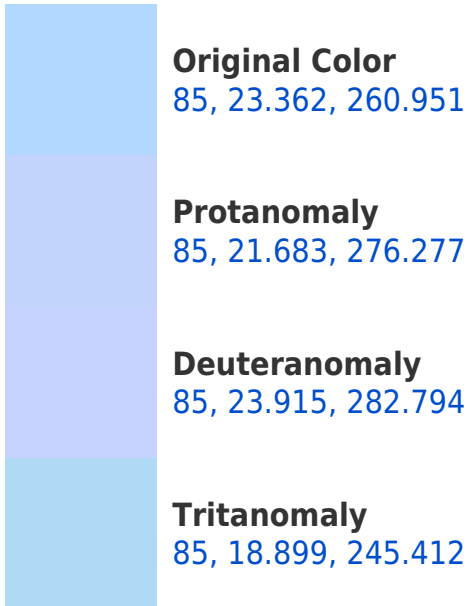 Original Color
85, 23.362, 260.951
Protanomaly
85, 21.683, 276.277
Deuteranomaly
85, 23.915, 282.794
Tritanomaly
85, 18.899, 245.412